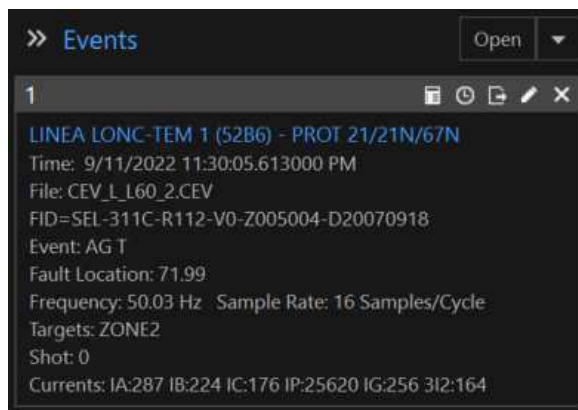 Events
Open
1
LINEA LONC-TEM 1 (52B6) - PROT 21/21N/67N
Time: 9/11/2022 11:30:05.613000 PM
File: CEV_L_L60_2.CEV
FID=SEL-311C-R112-V0-Z005004-D20070918
Event: AG T
Fault Location: 71.99
Frequency: 50.03 Hz Sample Rate: 16 Samples/Cycle
Targets: ZONE2
Shot: 0
Currents: IA:287 IB:224 IC:176 IP:25620 IG:256 3I2:164